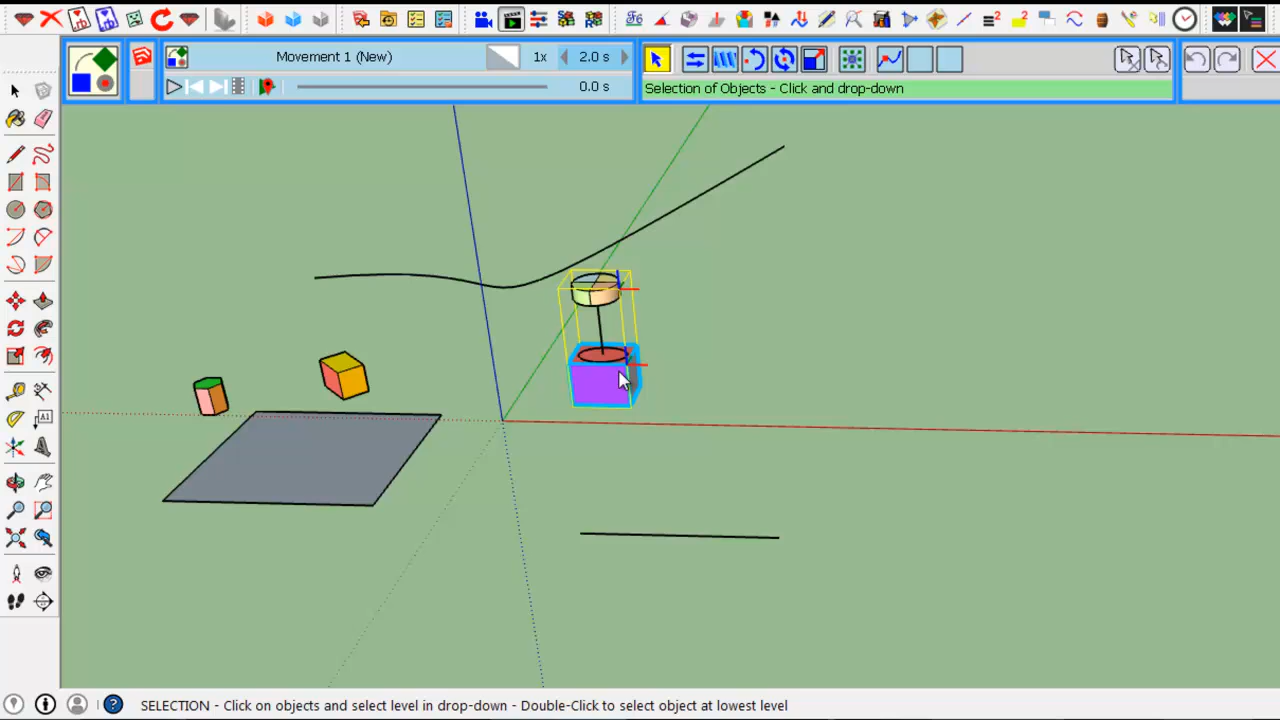 Movement 1 (New)
1x
2.0 s
0.0 s
Selection of Objects - Click and drop-down
A1
SELECTION - Click on objects and select level in drop-down - Double-Click to select object at lowest level